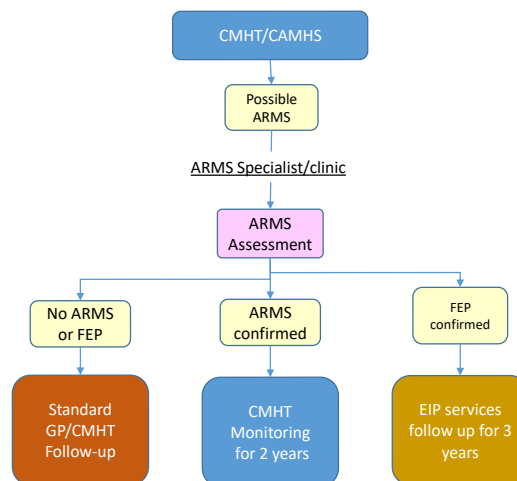 CMHT/CAMHS
Possible
ARMS
ARMS Specialist/clinic
ARMS
Assessment
No ARMS
or FEP
ARMS
confirmed
FEP
confirmed
Standard
GP/CMHT
Follow-up
CMHT
Monitoring
for 2 years
EIP services
follow up for 3
years